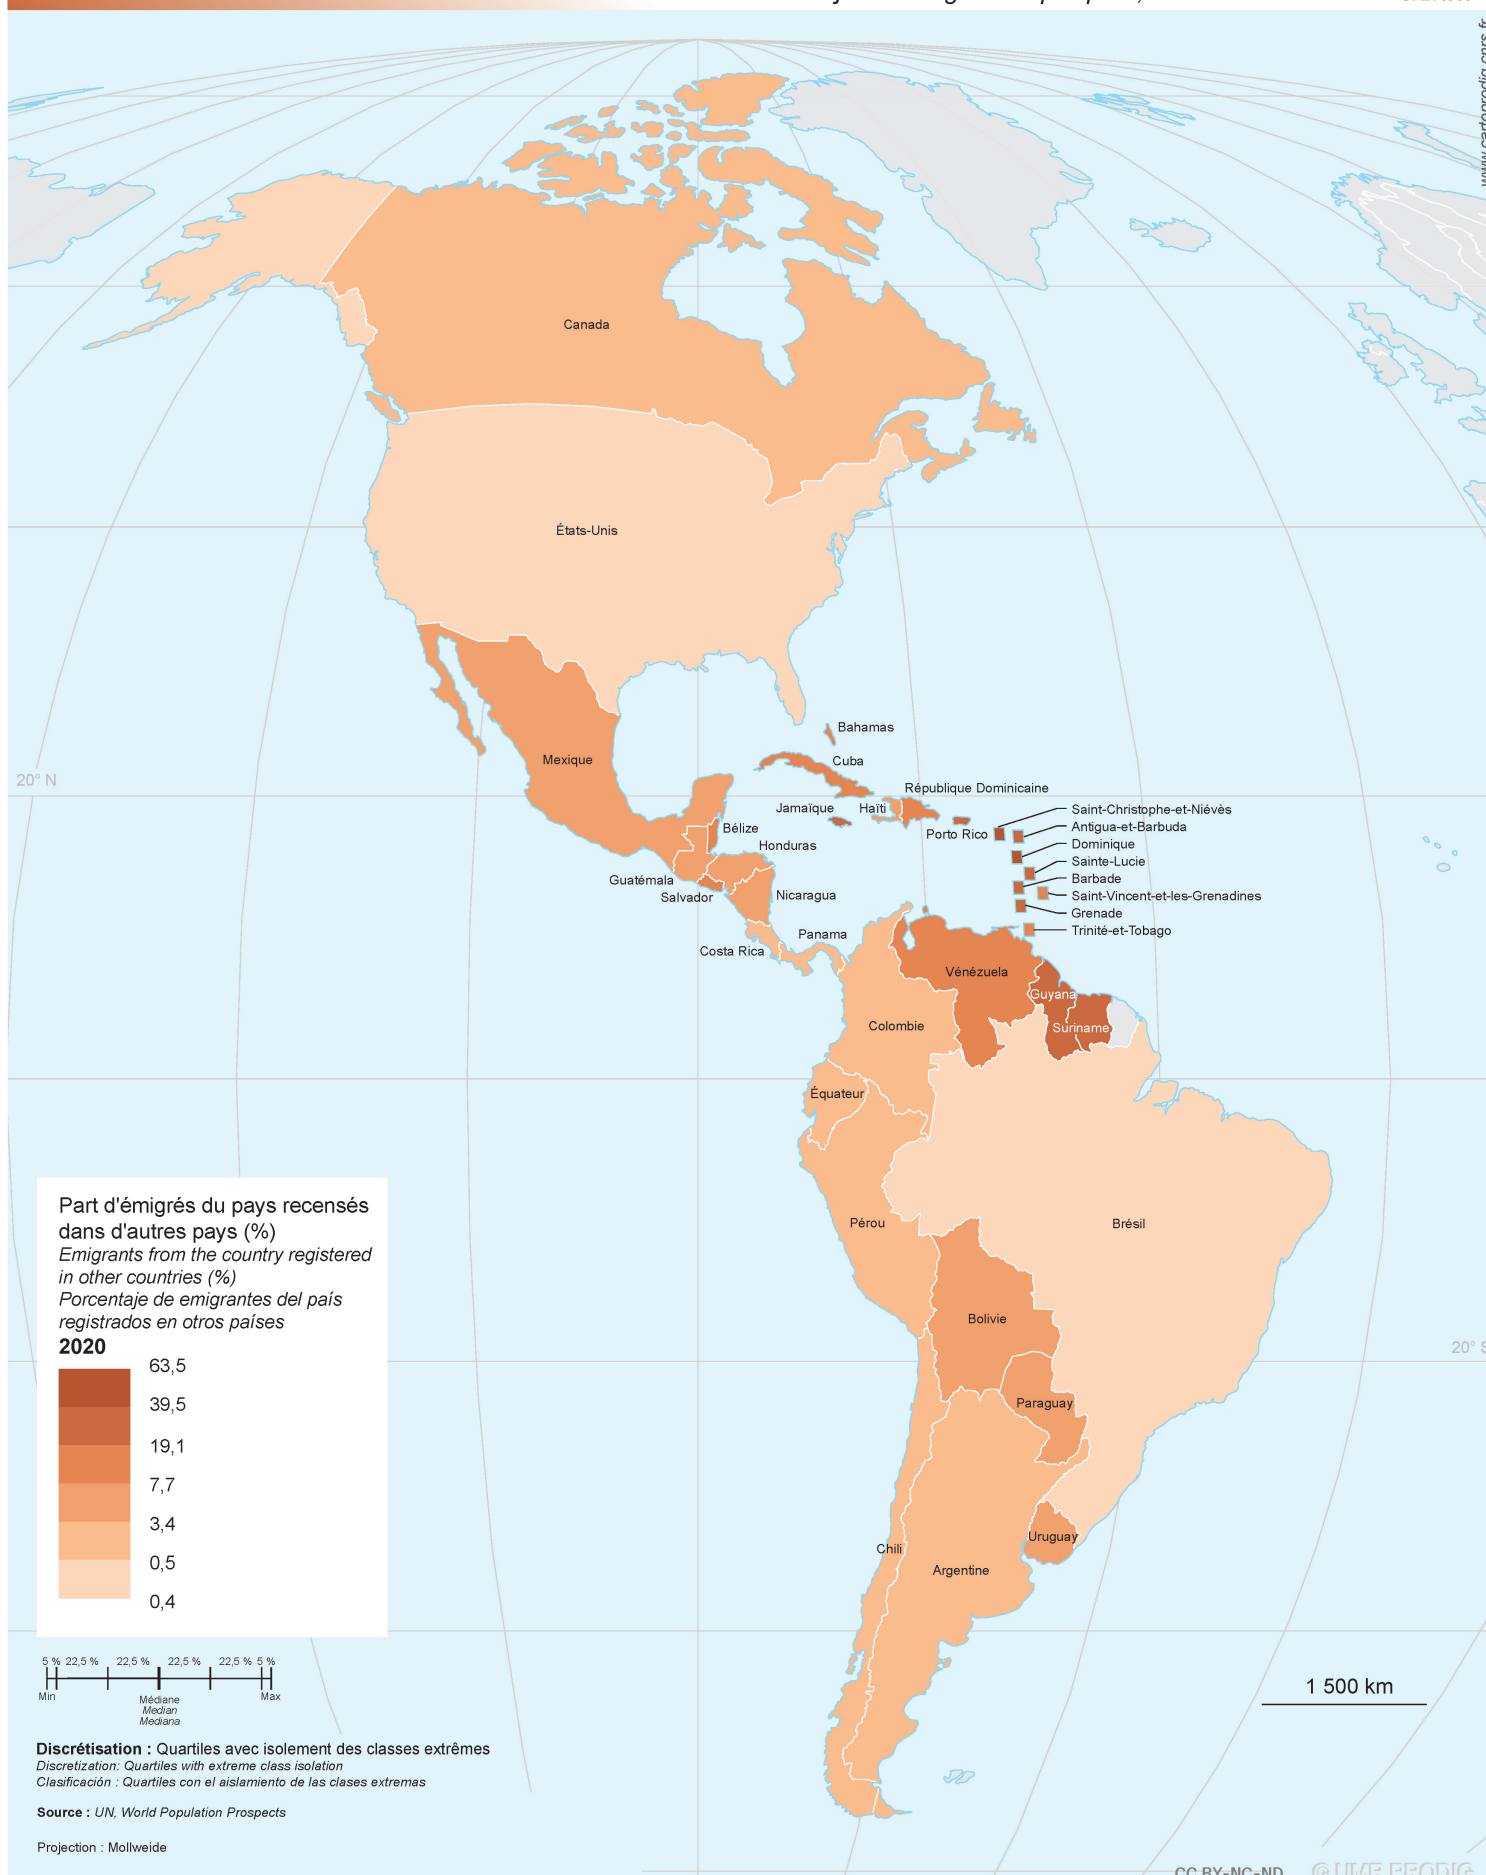 www.cartoprodig.cnrs.fr
Canada
États-Unis
Mexique
Bahamas
Cuba
20° N
République Dominicaine
Jamaïque
Haïti
Saint-Christophe-et-Niévès
Porto Rico
Antigua-et-Barbuda
Bélize
Dominique
Honduras
Sainte-Lucie
Guatémala
Barbade
Salvador
Nicaragua
Saint-Vincent-et-les-Grenadines
Grenade
Panama
Trinité-et-Tobago
Costa Rica
Vénézuela
Guyana
Colombie
Suriname
Équateur
Pérou
Brésil
Bolivie
20° S
Paraguay
Uruguay
Chili
Argentine
Part d'émigrés du pays recensés
dans d'autres pays (%)
Emigrants from the country registered
in other countries (%)
Porcentaje de emigrantes del país
registrados en otros países
2020
63,5
39,5
19,1
7,7
3,4
0,5
0,4
5 % 22,5 % 22,5 % 22,5 % 22,5 % 5 %
Min Max
Médiane
Median
Mediana
1 500 km
Discrétisation : Quartiles avec isolement des classes extrêmes
Discretization: Quartiles with extreme class isolation
Clasificación : Quartiles con el aislamiento de las clases extremas
Source : UN, World Population Prospects
Projection : Mollweide
CC BY-NC-ND © UMR PRODIG